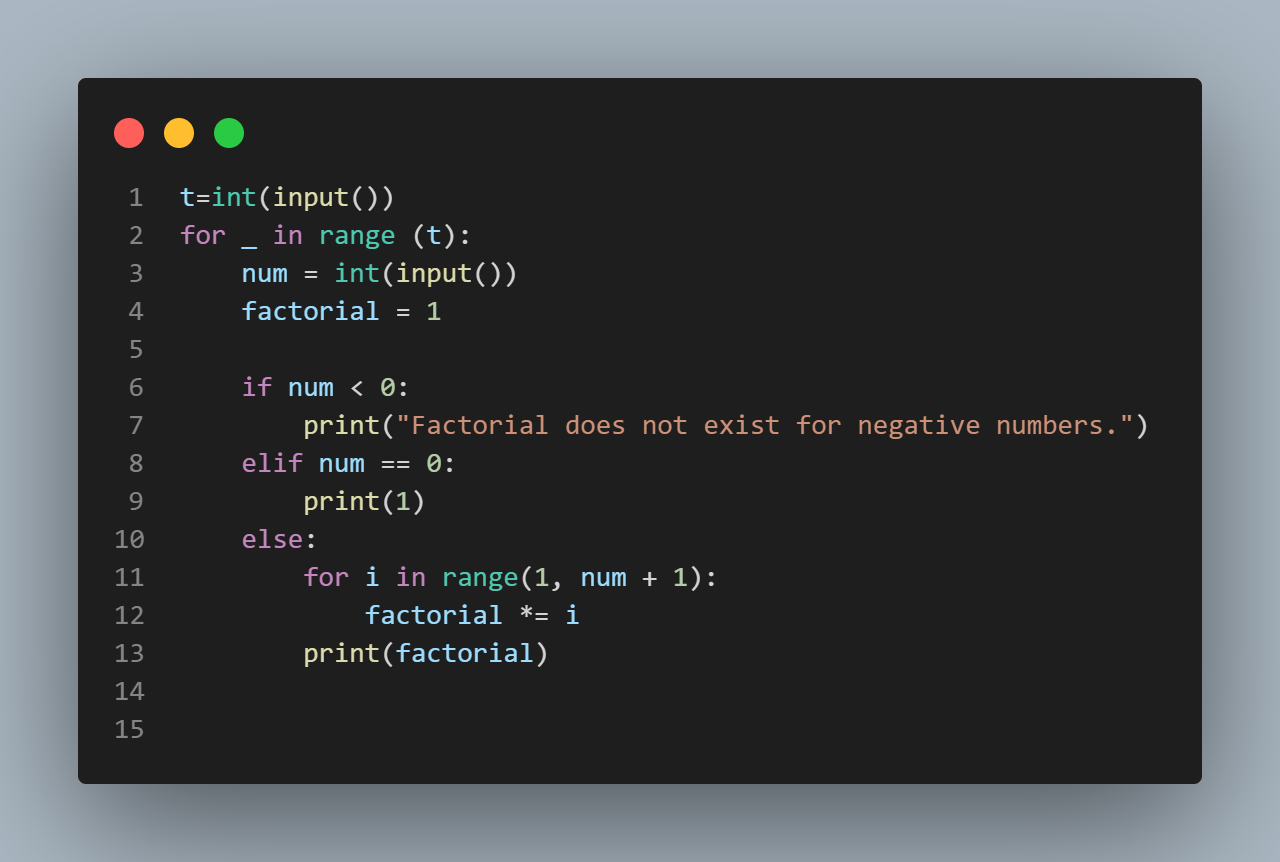 1 t=int(input())
2 for _ in range (t):
3     num = int(input())
4     factorial = 1
5
6     if num < 0:
7         print("Factorial does not exist for negative numbers.")
8     elif num == 0:
9         print(1)
10     else:
11         for i in range(1, num + 1):
12             factorial *= i
13         print(factorial)
14
15